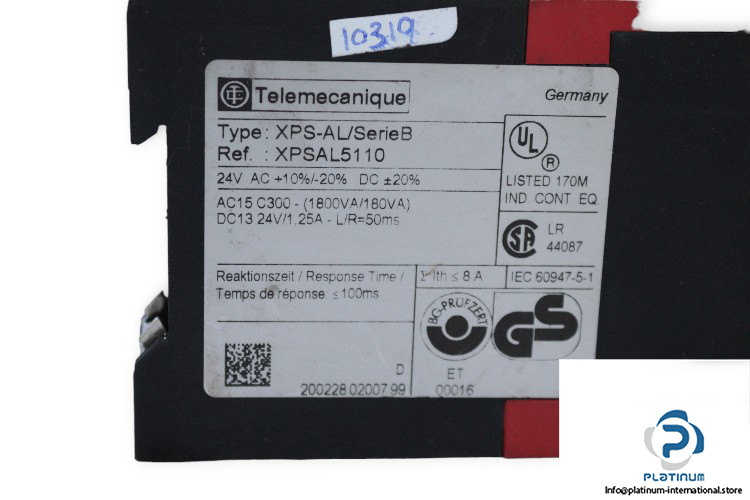 10319
Telemecanique
Germany
Type : XPS-AL/SerieB
Ref. : XPSAL5110
24V AC +10%/-20% DC ±20%
AC15 C300 - (1800VA/180VA)
DC13 24V/1,25A - L/R=50ms
UL
R
LISTED 170M
IND. CONT EQ.
SA
LR
44087
Reaktionszeit / Response Time /
Temps de réponse: ≤100ms
Σ Ith ≤ 8 A
IEC 60947-5-1
BG-PRÜFZERT
GS
ET
00016
D
200228 02007.99
PLATINUM
Info@platinum-international.store